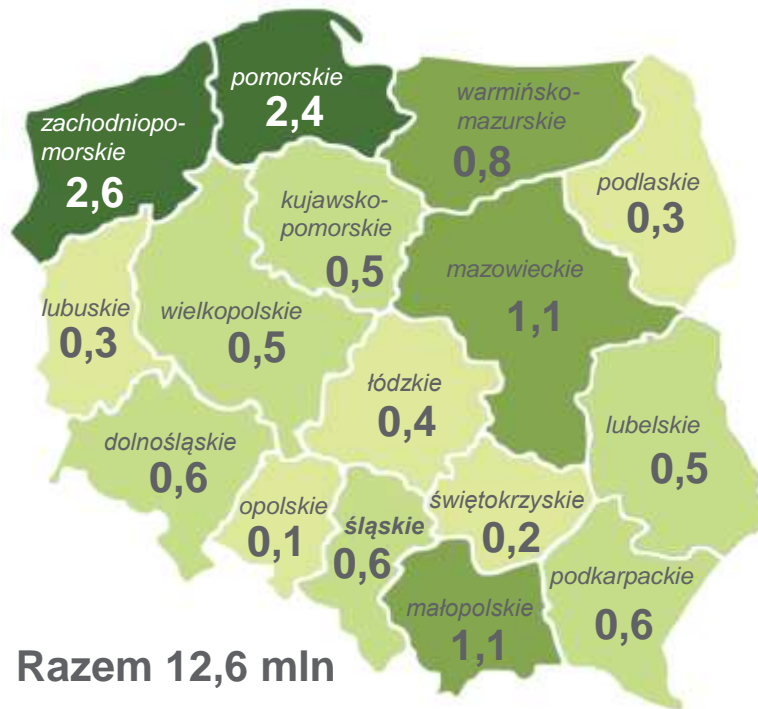 pomorskie
2,4
zachodniopo-
morskie
2,6
warmińsko-
mazurskie
0,8
podlaskie
0,3
kujawsko-
pomorskie
0,5
mazowieckie
1,1
lubuskie
0,3
wielkopolskie
0,5
łódzkie
0,4
lubelskie
0,5
dolnośląskie
0,6
opolskie
0,1
śląskie
0,6
świętokrzyskie
0,2
małopolskie
1,1
podkarpackie
0,6
Razem 12,6 mln